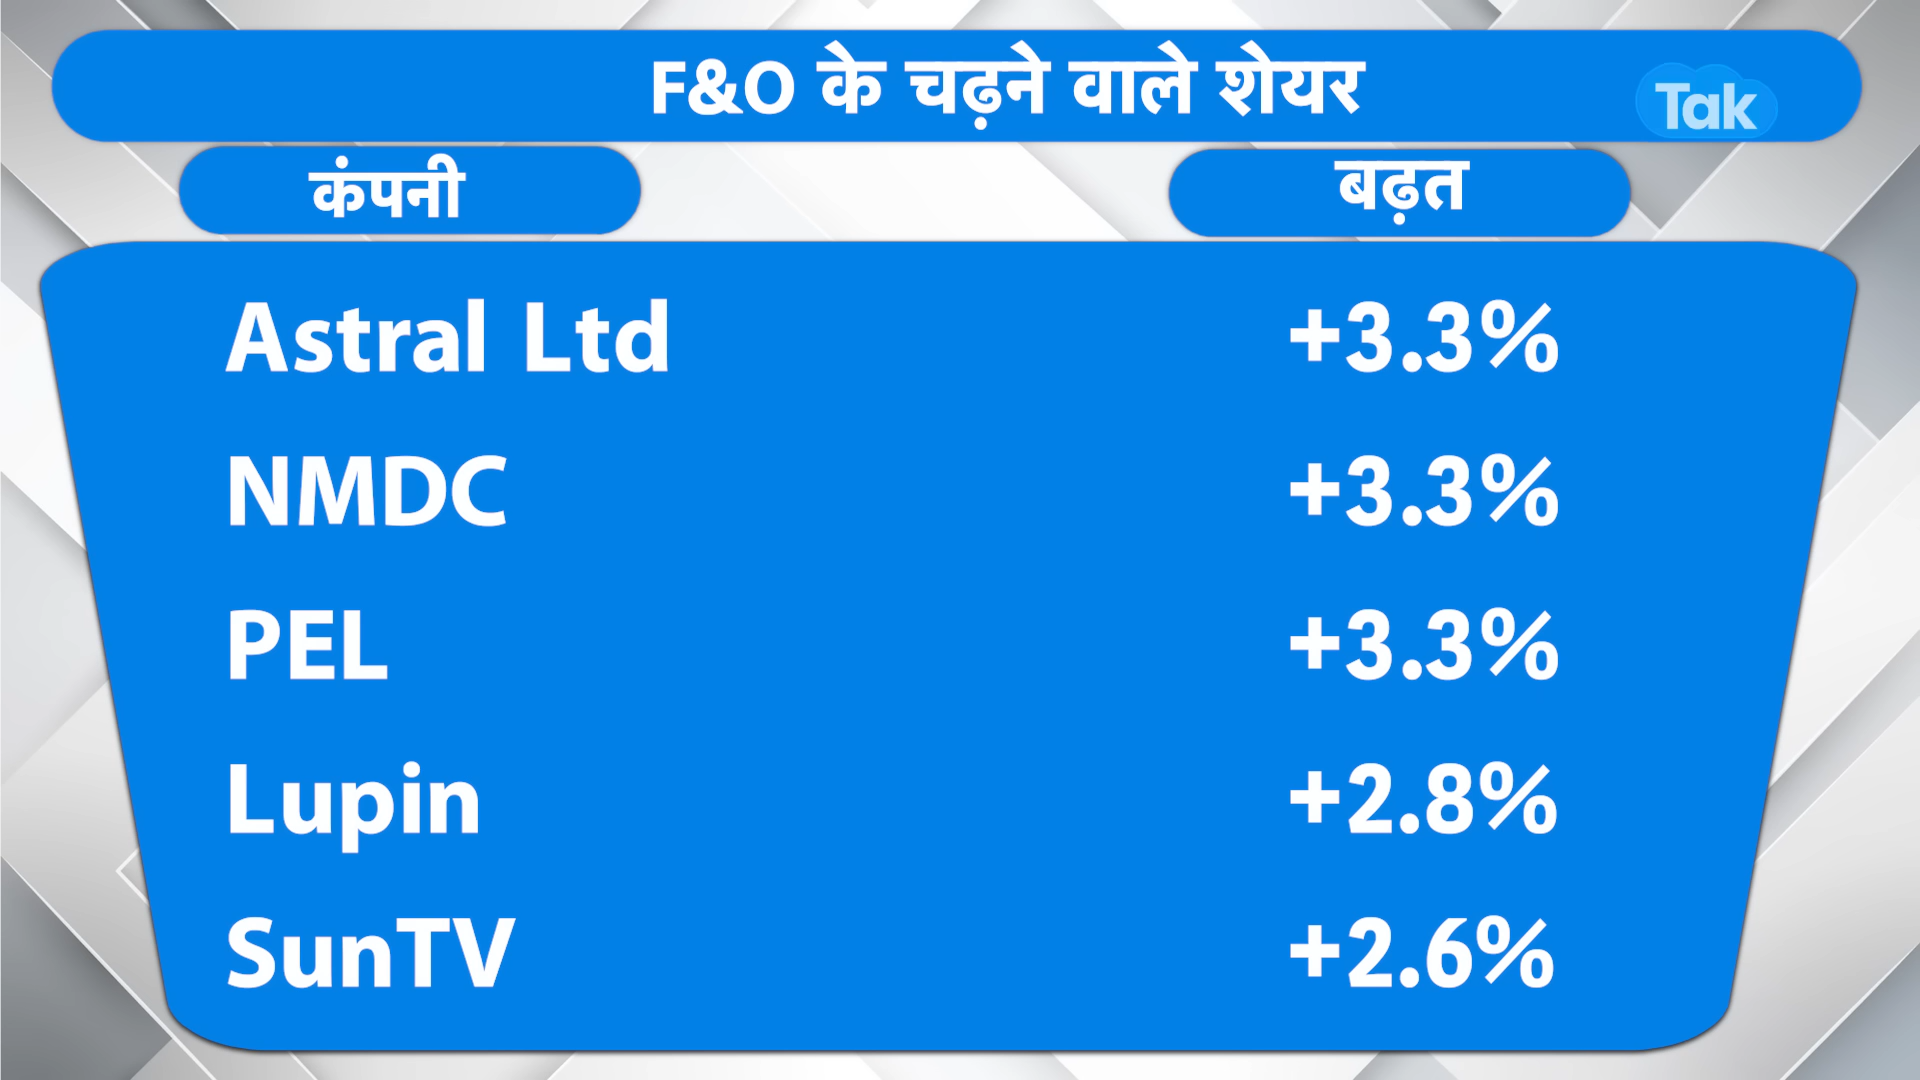 F&O के चढ़ने वाले शेयर
Tak
कंपनी बढ़त
Astral Ltd +3.3%
NMDC +3.3%
PEL +3.3%
Lupin +2.8%
SunTV +2.6%